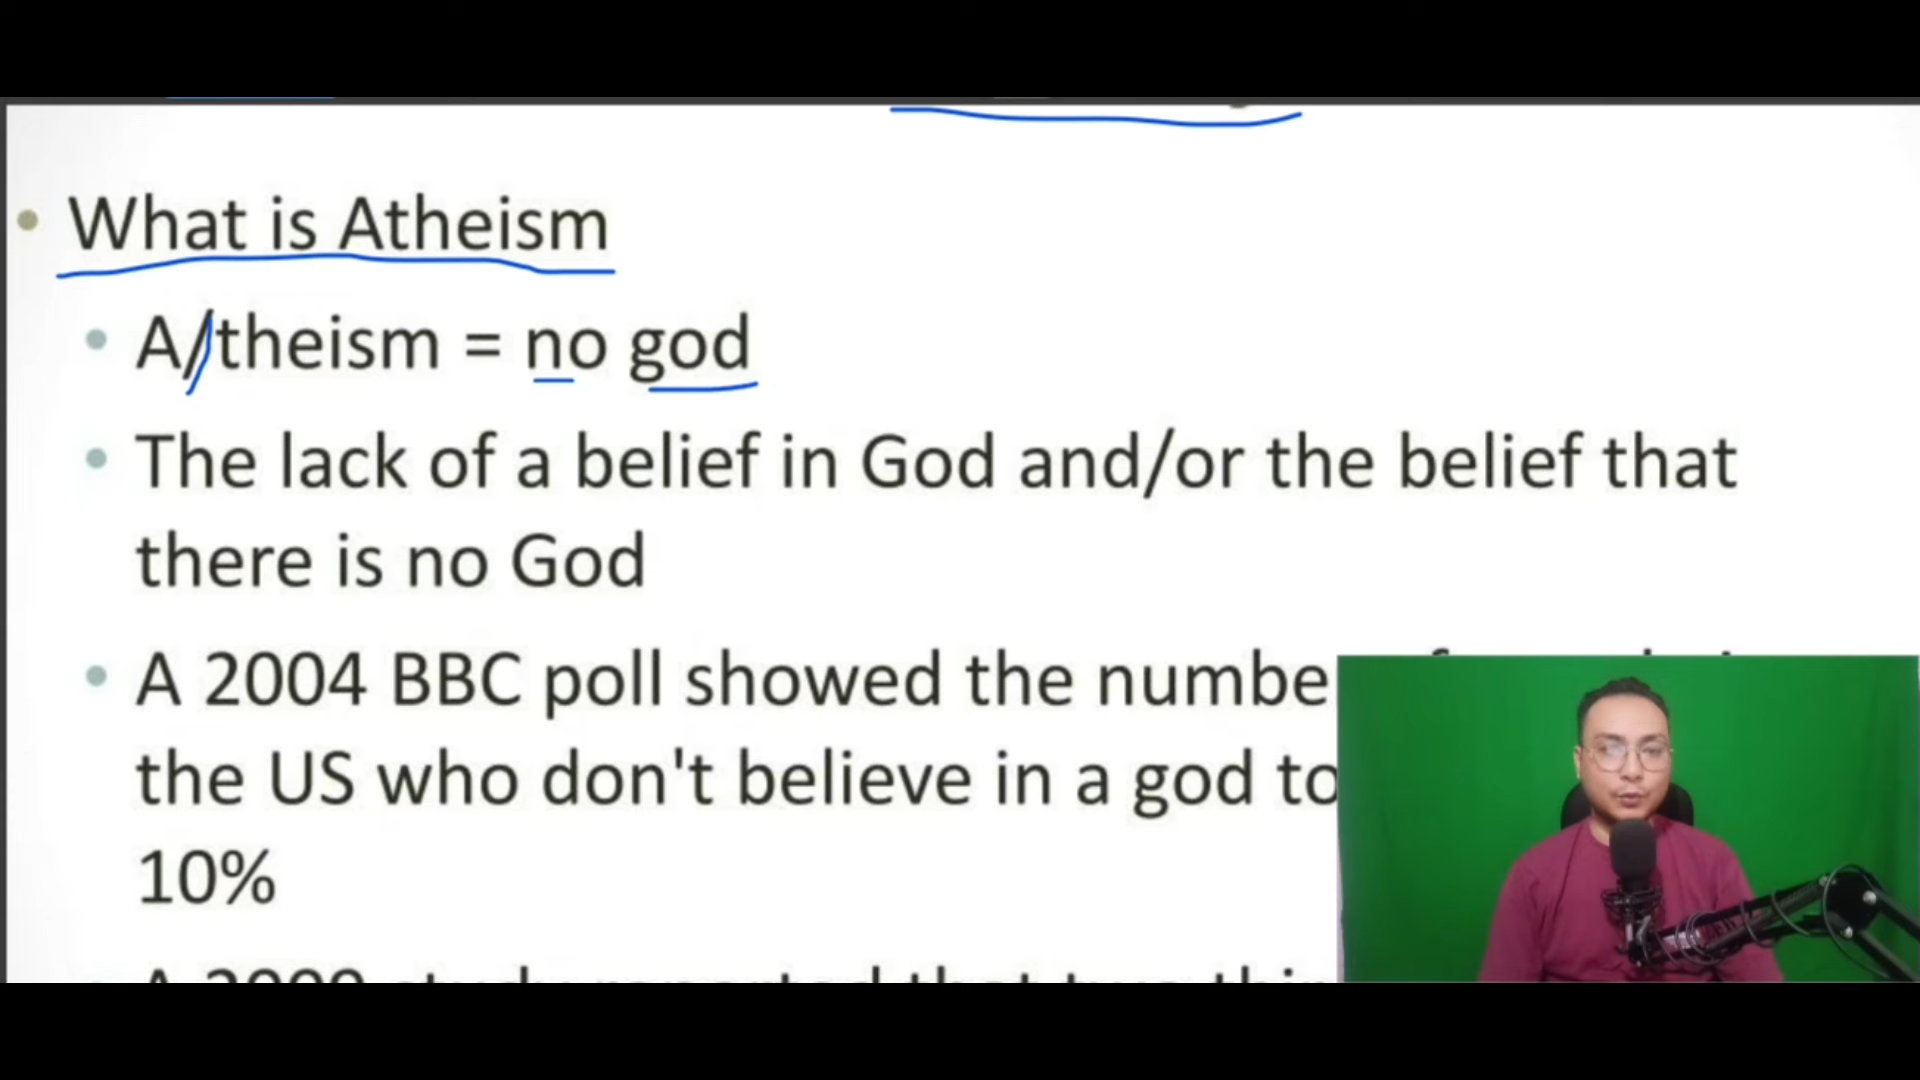 What is Atheism
A/theism = no god
The lack of a belief in God and/or the belief that
there is no God
A 2004 BBC poll showed the
the US who don't believe in a god to
10%